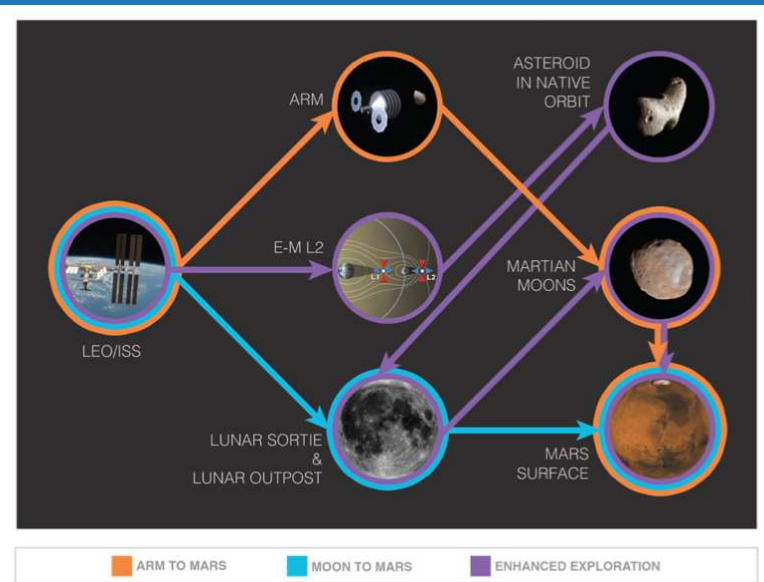 ARM
ASTEROID
IN NATIVE
ORBIT
E-M L2
L1
L2
MARTIAN
MOONS
LEO/ISS
LUNAR SORTIE
&
LUNAR OUTPOST
MARS
SURFACE
ARM TO MARS
MOON TO MARS
ENHANCED EXPLORATION